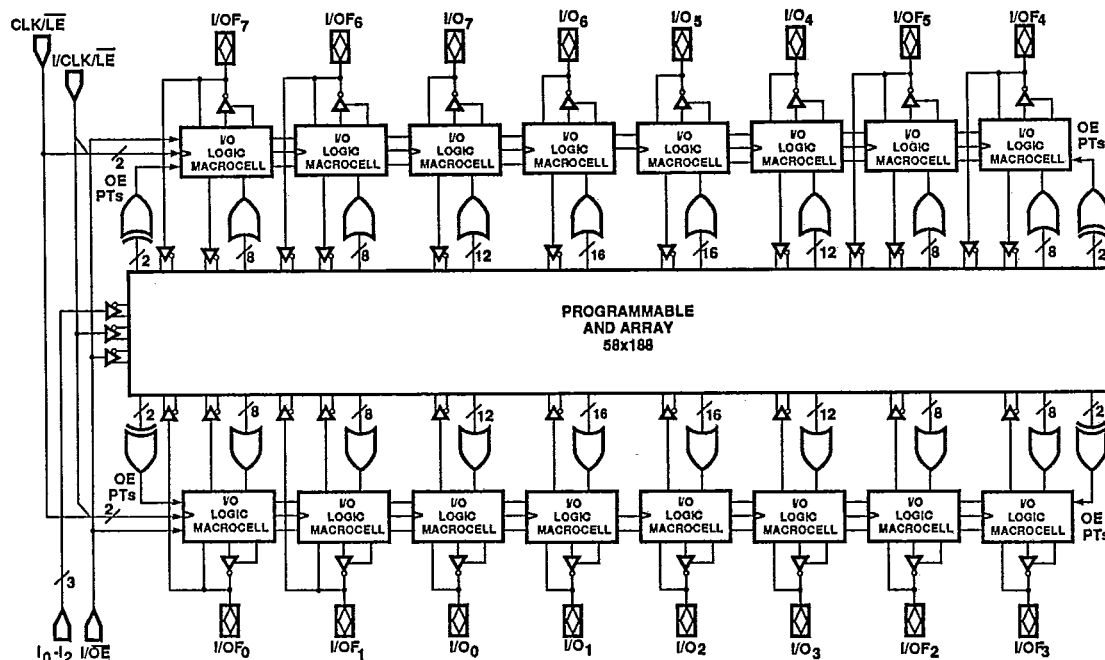 CLK/LE
I/CLK/LE
I/OF7
I/OF6
I/O7
I/O6
I/O5
I/O4
I/OF5
I/OF4
I/O LOGIC MACROCELL
I/O LOGIC MACROCELL
I/O LOGIC MACROCELL
I/O LOGIC MACROCELL
I/O LOGIC MACROCELL
I/O LOGIC MACROCELL
I/O LOGIC MACROCELL
I/O LOGIC MACROCELL
2
OE PTs
OE PTs
2
8
8
12
16
16
12
8
8
2
PROGRAMMABLE
AND ARRAY
58x188
2
8
8
12
16
16
12
8
8
2
OE PTs
OE PTs
2
I/O LOGIC MACROCELL
I/O LOGIC MACROCELL
I/O LOGIC MACROCELL
I/O LOGIC MACROCELL
I/O LOGIC MACROCELL
I/O LOGIC MACROCELL
I/O LOGIC MACROCELL
I/O LOGIC MACROCELL
3
I0-I2
I/OE
I/OF0
I/OF1
I/O0
I/O1
I/O2
I/O3
I/OF2
I/OF3